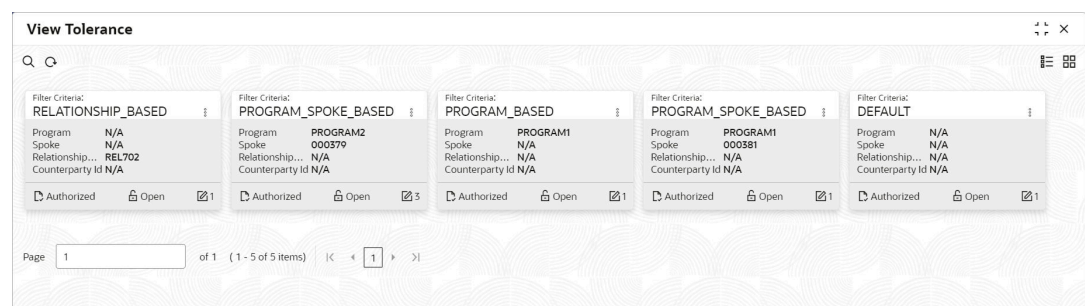 View Tolerance
Filter Criteria:
RELATIONSHIP_BASED
Program N/A
Spoke N/A
Relationship... REL702
Counterparty Id N/A
Authorized Open 1
Filter Criteria:
PROGRAM_SPOKE_BASED
Program PROGRAM2
Spoke 000379
Relationship... N/A
Counterparty Id N/A
Authorized Open 3
Filter Criteria:
PROGRAM_BASED
Program PROGRAM1
Spoke N/A
Relationship... N/A
Counterparty Id N/A
Authorized Open 1
Filter Criteria:
PROGRAM_SPOKE_BASED
Program PROGRAM1
Spoke 000381
Relationship... N/A
Counterparty Id N/A
Authorized Open 1
Filter Criteria:
DEFAULT
Program N/A
Spoke N/A
Relationship... N/A
Counterparty Id N/A
Authorized Open 1
Page 1 of 1 ( 1 - 5 of 5 items) 1